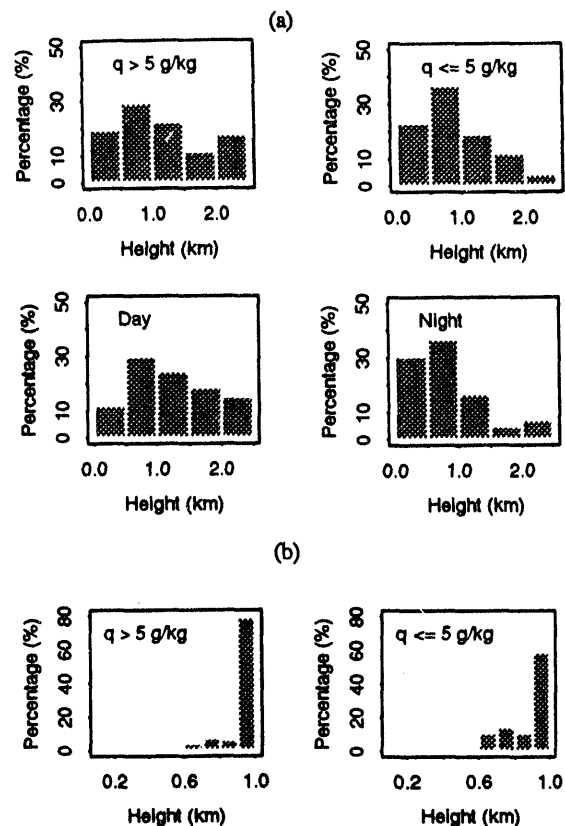 (a)
Percentage (%)
50
30
10
0
q > 5 g/kg
0.0 1.0 2.0
Height (km)
Percentage (%)
50
30
10
0
q <= 5 g/kg
0.0 1.0 2.0
Height (km)
Percentage (%)
50
30
10
0
Day
0.0 1.0 2.0
Height (km)
Percentage (%)
50
30
10
0
Night
0.0 1.0 2.0
Height (km)
(b)
Percentage (%)
80
60
40
20
0
q > 5 g/kg
0.2 0.6 1.0
Height (km)
Percentage (%)
80
60
40
20
0
q <= 5 g/kg
0.2 0.6 1.0
Height (km)